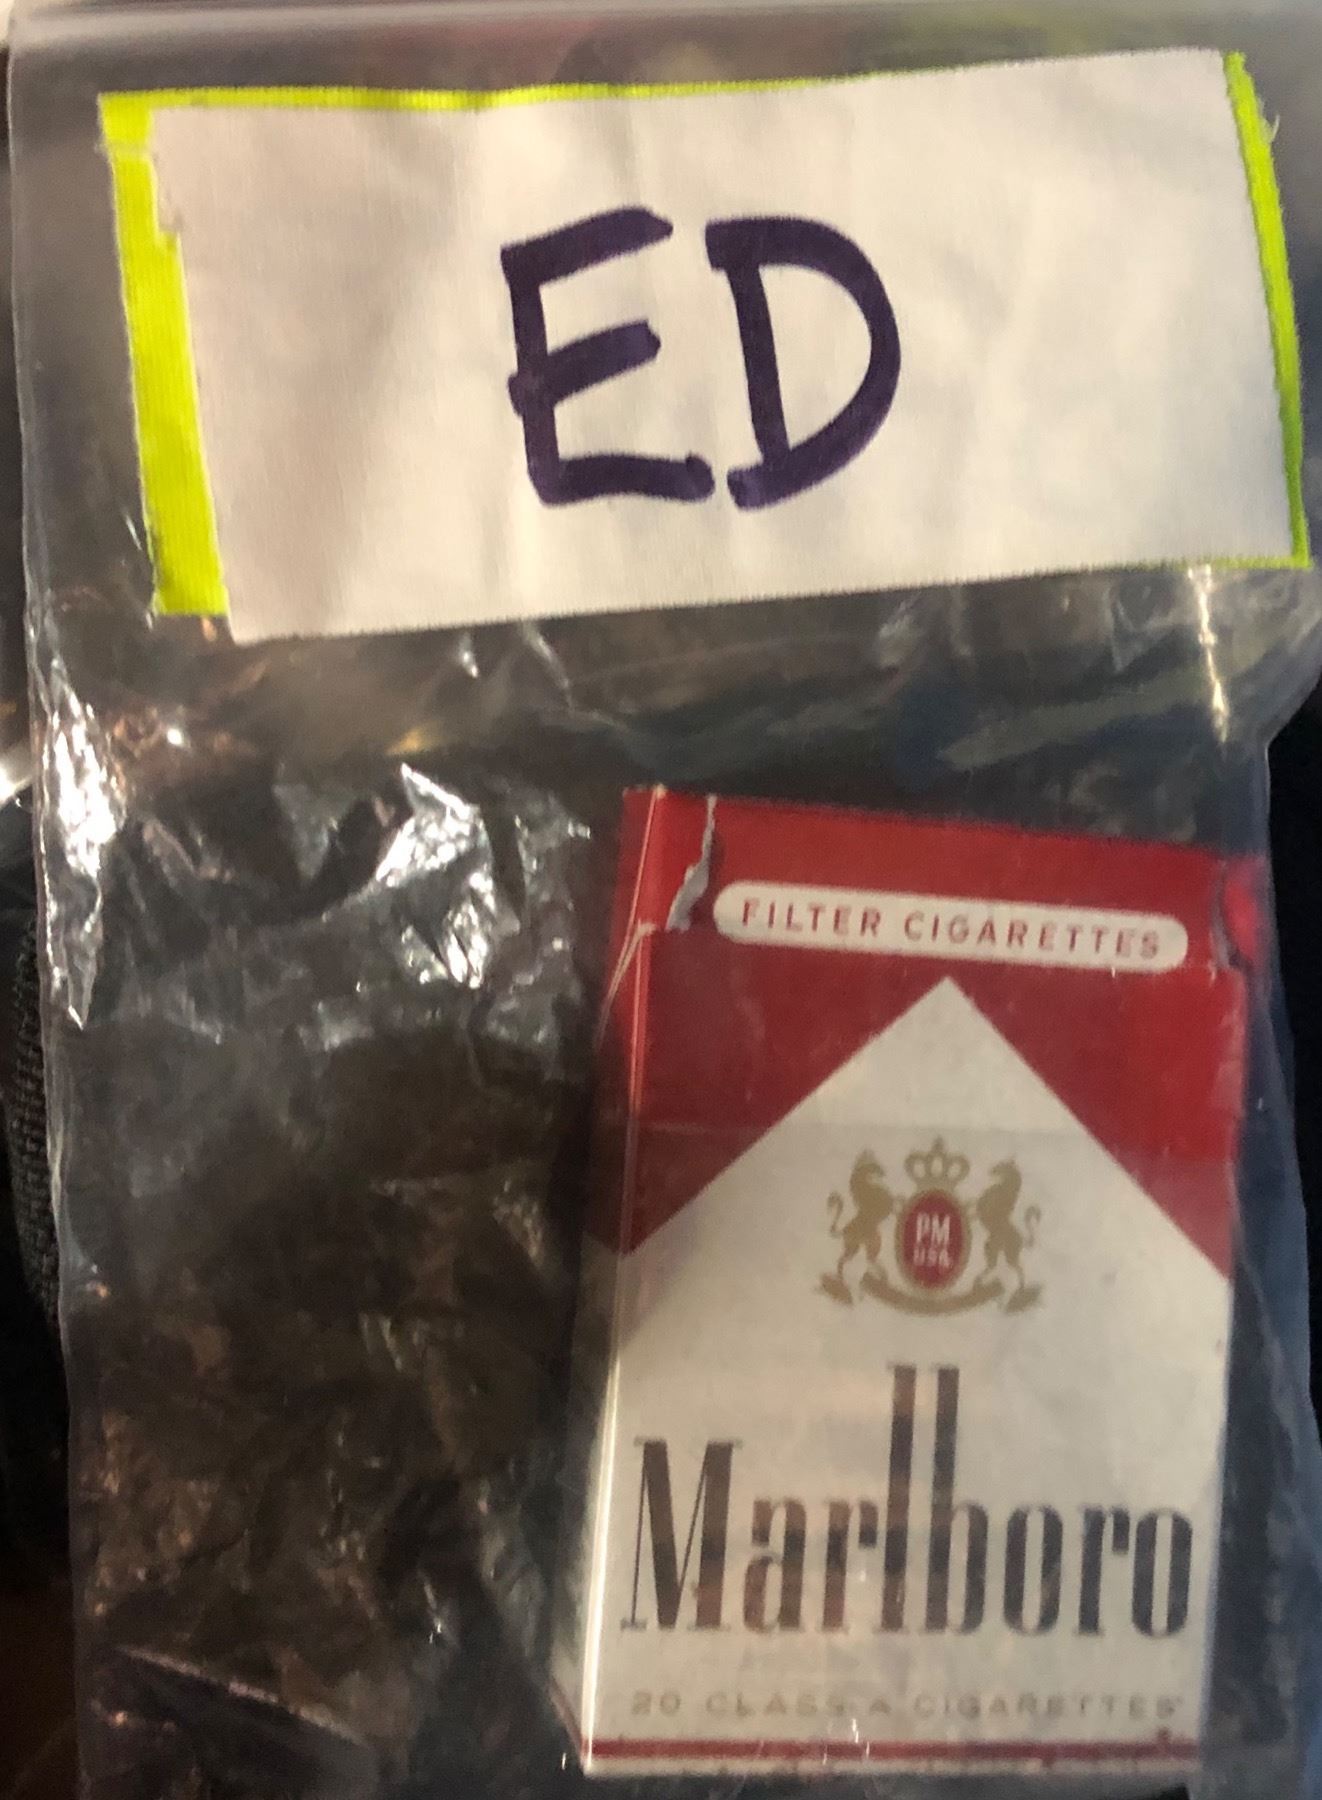 ED
FILTER CIGARETTES
PM
USA
Marlboro
20 CLASS A CIGARETTES